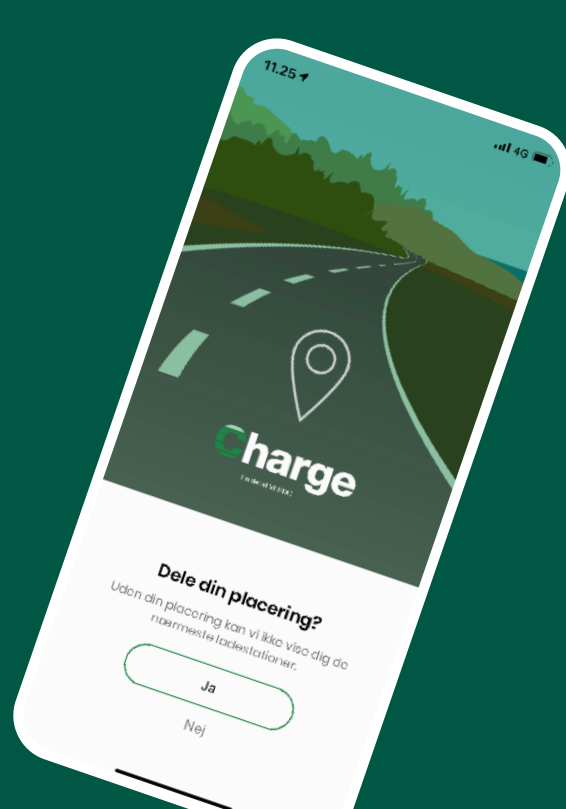 11.25
4G
Charge
Dele din placering?
Uden din placering kan vi ikke vise dig de
nærmeste ladestationer.
Ja
Nej